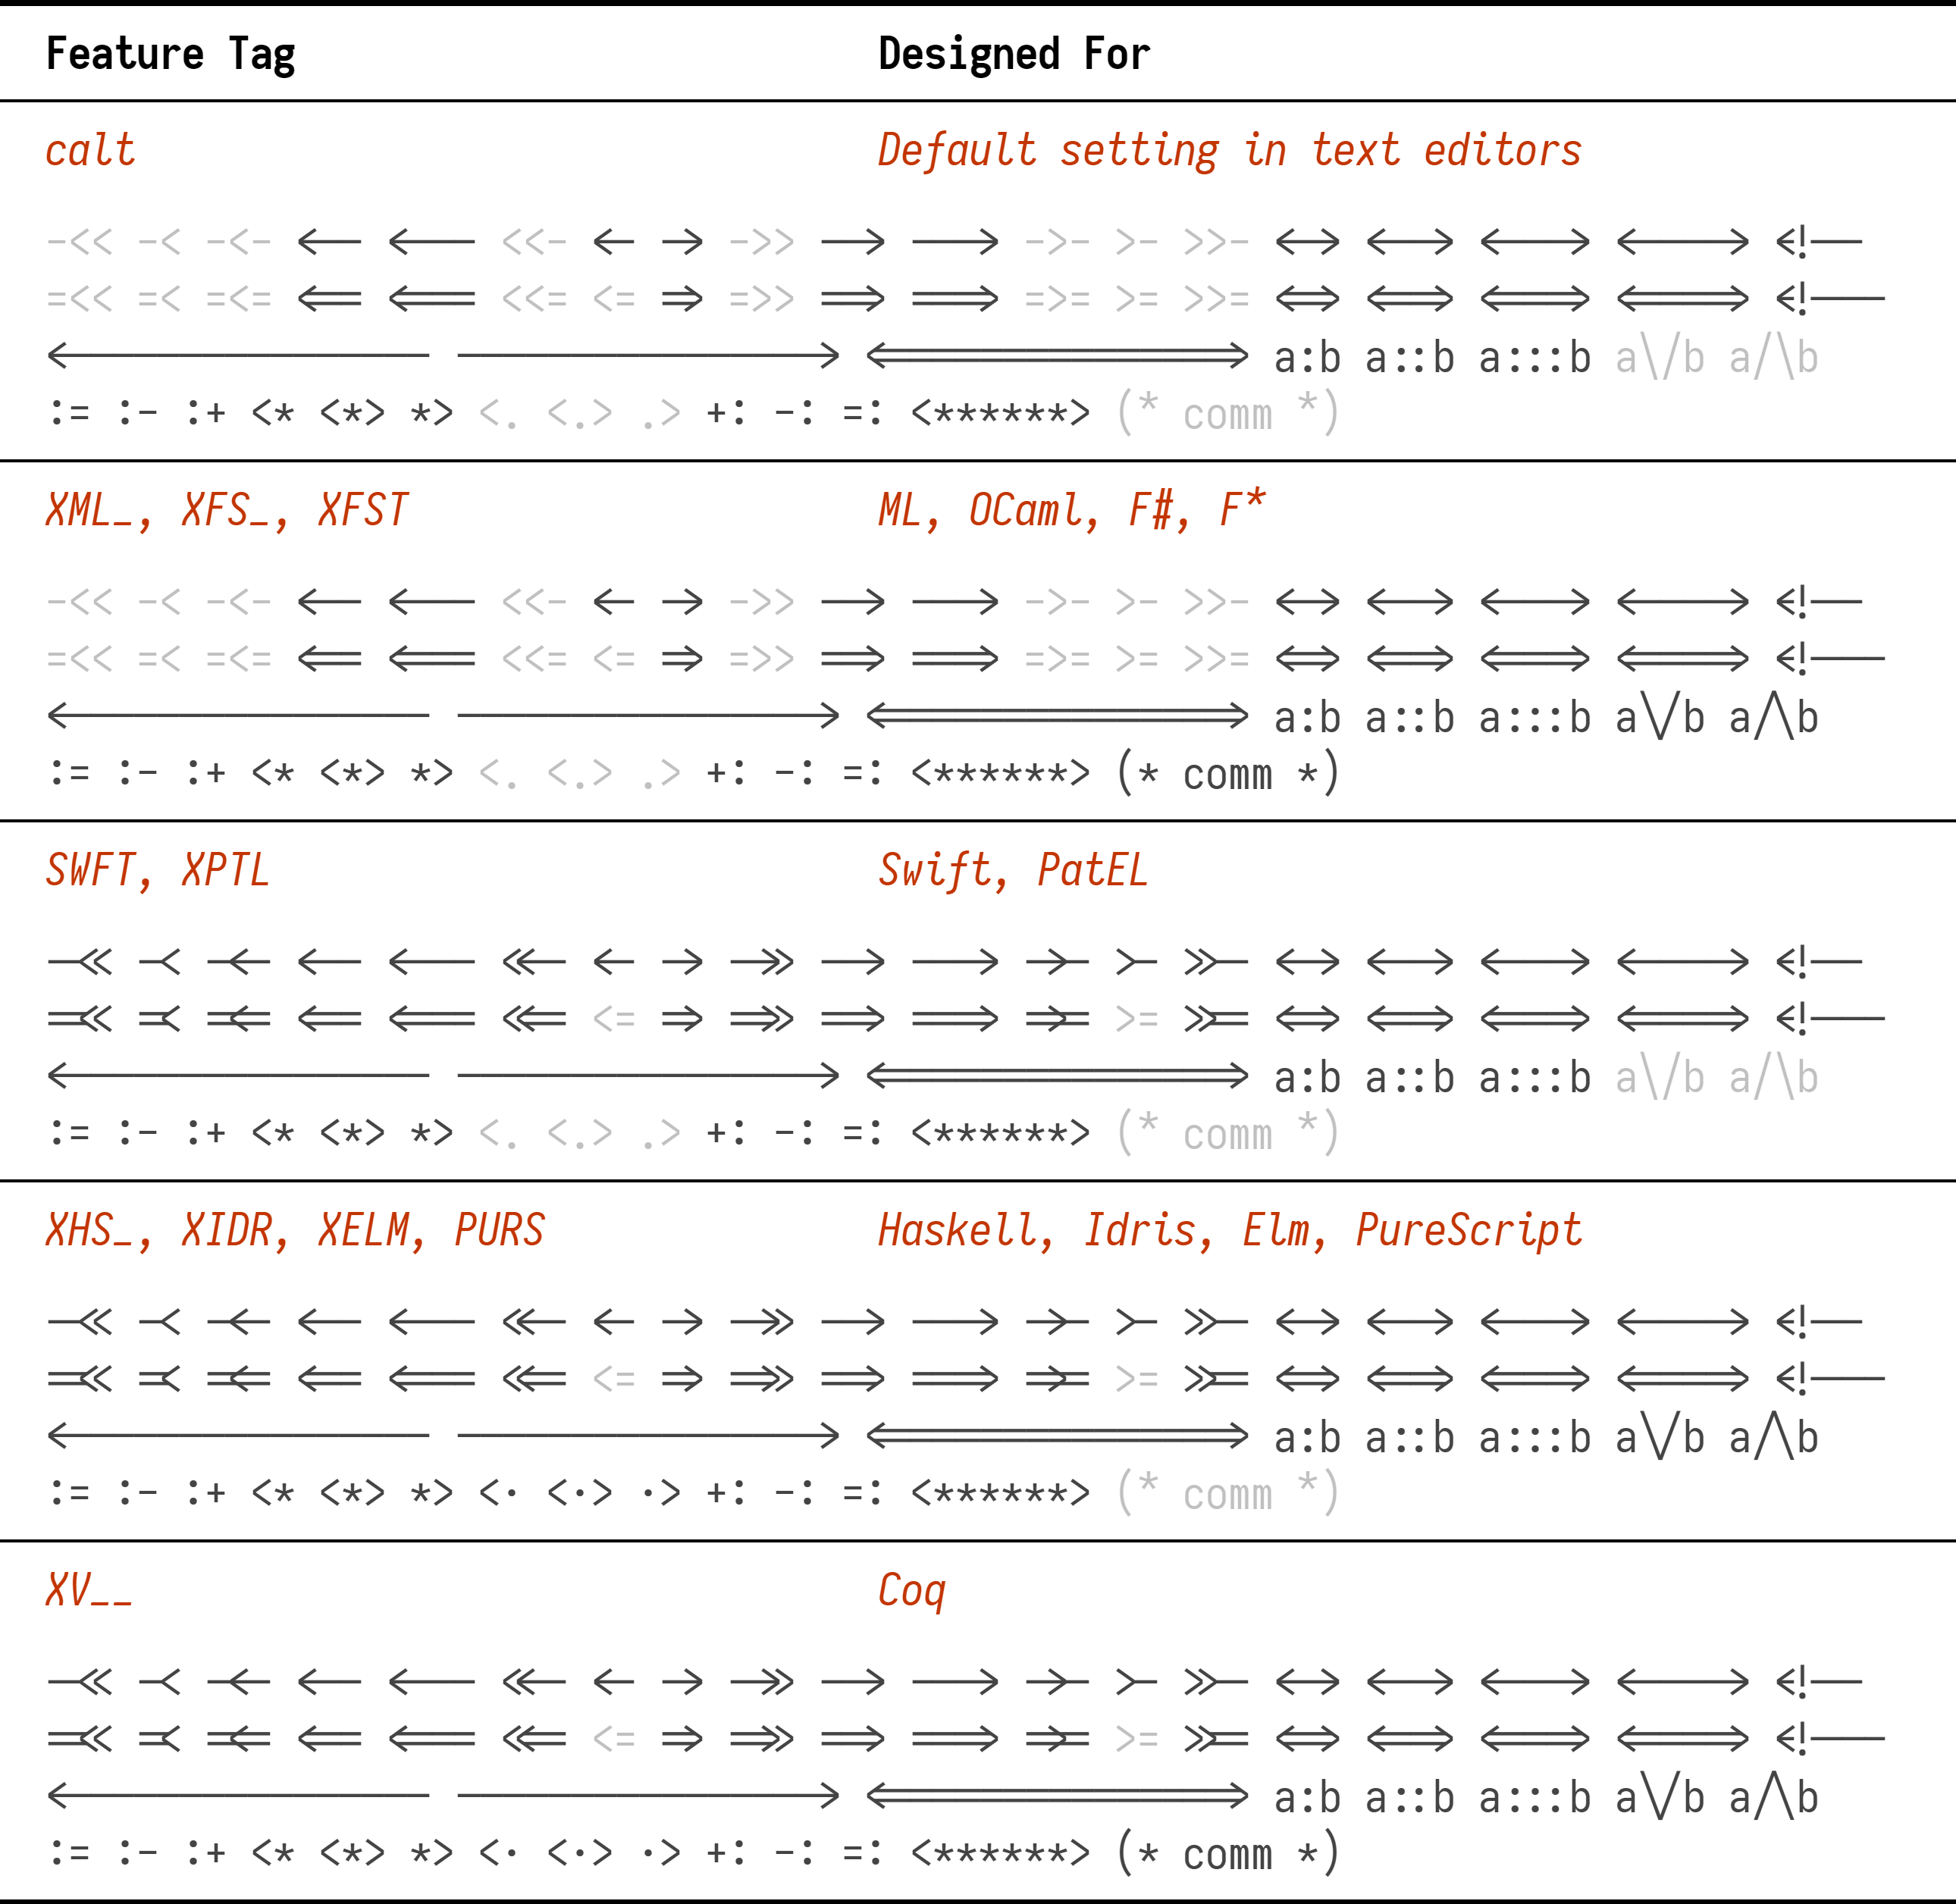 Feature Tag Designed For
calt Default setting in text editors
-<< -< -<- <-- <--- <<- <- -> ->> --> ---> ->- >- >>- <-> <--> <---> <----> <!--
=<< =< =<= <== <=== <<= <= => =>> ==> ===> =>= >= >>= <=> <==> <===> <====> <!---
<---------------- ----------------> <===============> a:b a::b a:::b a\/b a/\b
:= :- :+ <* <*> *> <. <.> .> +: -: =: <******> (* comm *)
XML_, XFS_, XFST ML, OCaml, F#, F*
-<< -< -<- <-- <--- <<- <- -> ->> --> ---> ->- >- >>- <-> <--> <---> <----> <!--
=<< =< =<= <== <=== <<= <= => =>> ==> ===> =>= >= >>= <=> <==> <===> <====> <!---
<---------------- ----------------> <===============> a:b a::b a:::b a\/b a/\b
:= :- :+ <* <*> *> <. <.> .> +: -: =: <******> (* comm *)
SWFT, XPTL Swift, PatEL
-<< -< -<- <-- <--- <<- <- -> ->> --> ---> ->- >- >>- <-> <--> <---> <----> <!--
=<< =< =<= <== <=== <<= <= => =>> ==> ===> =>= >= >>= <=> <==> <===> <====> <!---
<---------------- ----------------> <===============> a:b a::b a:::b a\/b a/\b
:= :- :+ <* <*> *> <. <.> .> +: -: =: <******> (* comm *)
XHS_, XIDR, XELM, PURS Haskell, Idris, Elm, PureScript
-<< -< -<- <-- <--- <<- <- -> ->> --> ---> ->- >- >>- <-> <--> <---> <----> <!--
=<< =< =<= <== <=== <<= <= => =>> ==> ===> =>= >= >>= <=> <==> <===> <====> <!---
<---------------- ----------------> <===============> a:b a::b a:::b a\/b a/\b
:= :- :+ <* <*> *> <· <·> ·> +: -: =: <******> (* comm *)
XV__ Coq
-<< -< -<- <-- <--- <<- <- -> ->> --> ---> ->- >- >>- <-> <--> <---> <----> <!--
=<< =< =<= <== <=== <<= <= => =>> ==> ===> =>= >= >>= <=> <==> <===> <====> <!---
<---------------- ----------------> <===============> a:b a::b a:::b a\/b a/\b
:= :- :+ <* <*> *> <· <·> ·> +: -: =: <******> (* comm *)